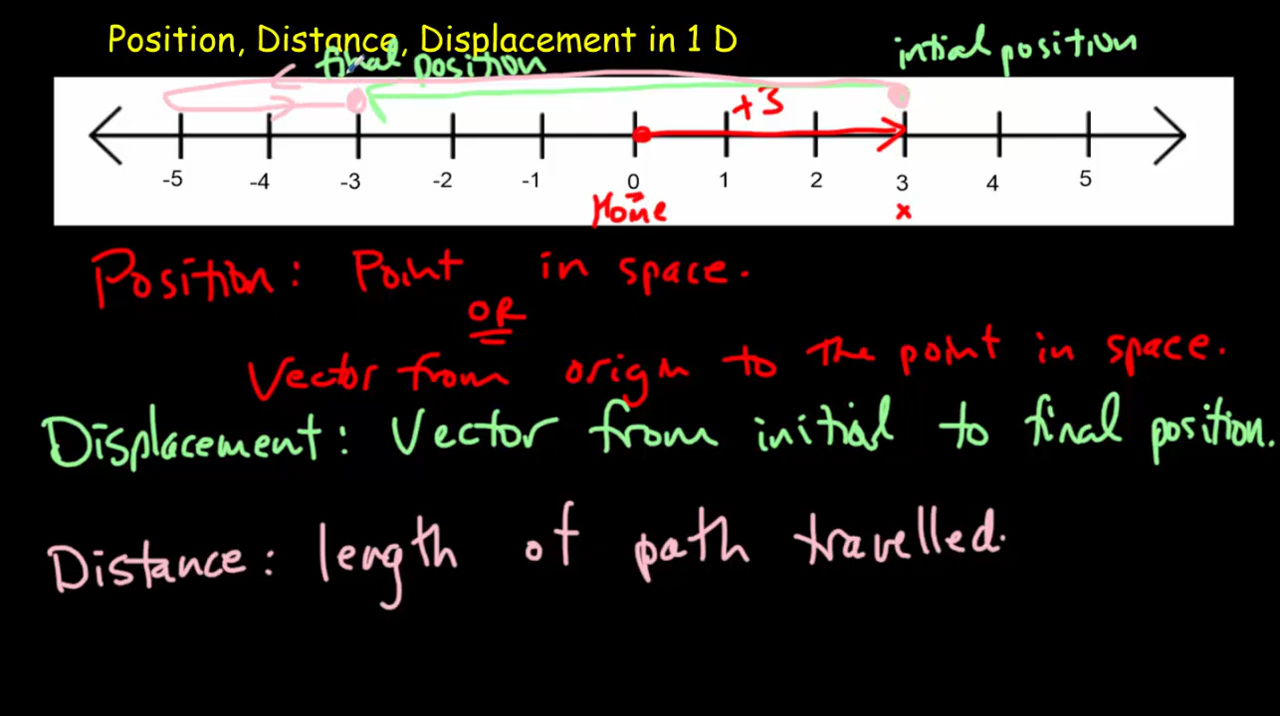 Position, Distance, Displacement in 1 D
final position
intial position
+3
-5 -4 -3 -2 -1 0 1 2 3 4 5
Home x
Position: Point in space.
OR
Vector from origin to the point in space.
Displacement: Vector from initial to final position.
Distance: length of path travelled.